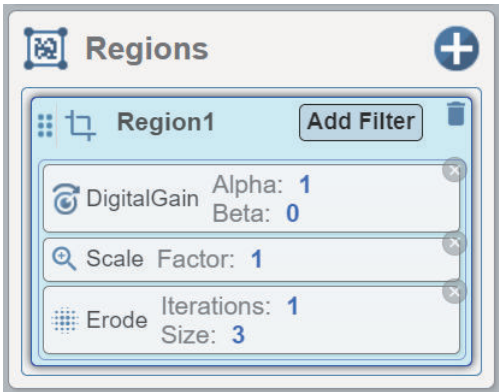 Regions
Region1 Add Filter
DigitalGain Alpha: 1
Beta: 0
Scale Factor: 1
Erode Iterations: 1
Size: 3